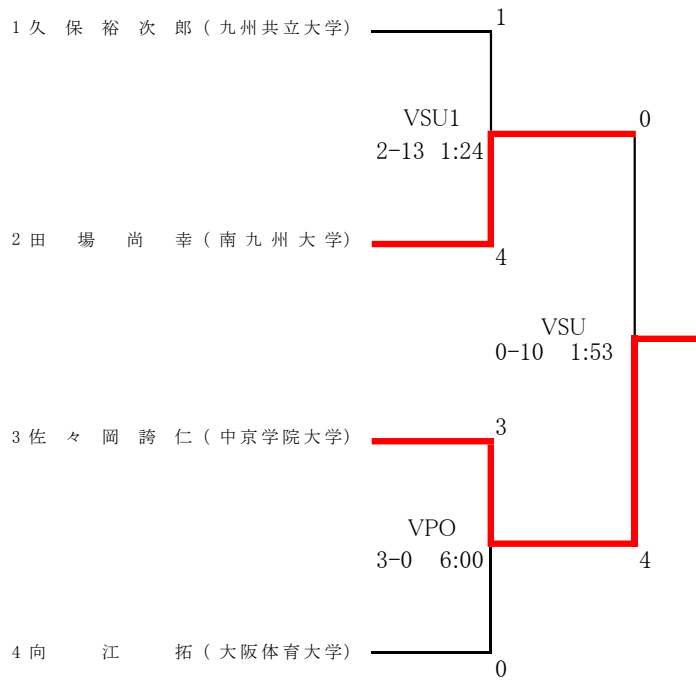 1 久保裕次郎 (九州共立大学)
1
VSU1
2-13 1:24
0
2 田場尚幸 (南九州大学)
4
VSU
0-10 1:53
3 佐々岡誇仁 (中京学院大学)
3
VPO
3-0 6:00
4
4 向江拓 (大阪体育大学)
0